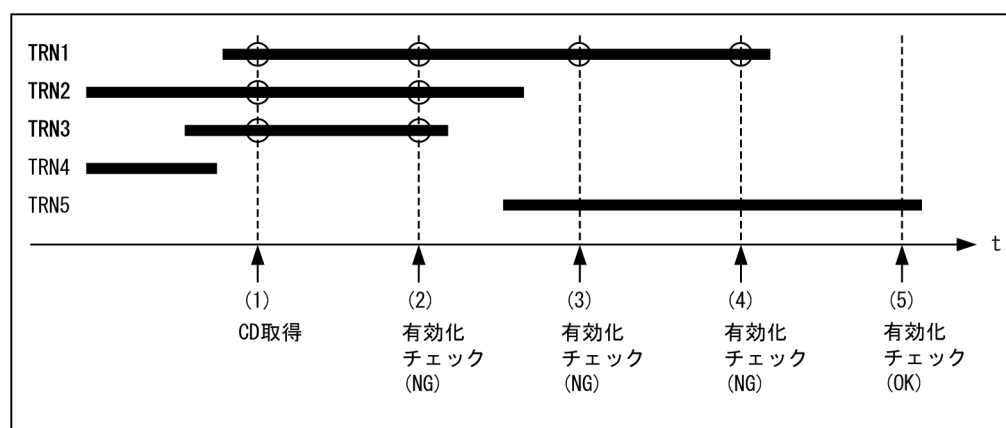 TRN1
TRN2
TRN3
TRN4
TRN5
t
(1)
CD取得
(2)
有効化
チェック
(NG)
(3)
有効化
チェック
(NG)
(4)
有効化
チェック
(NG)
(5)
有効化
チェック
(OK)